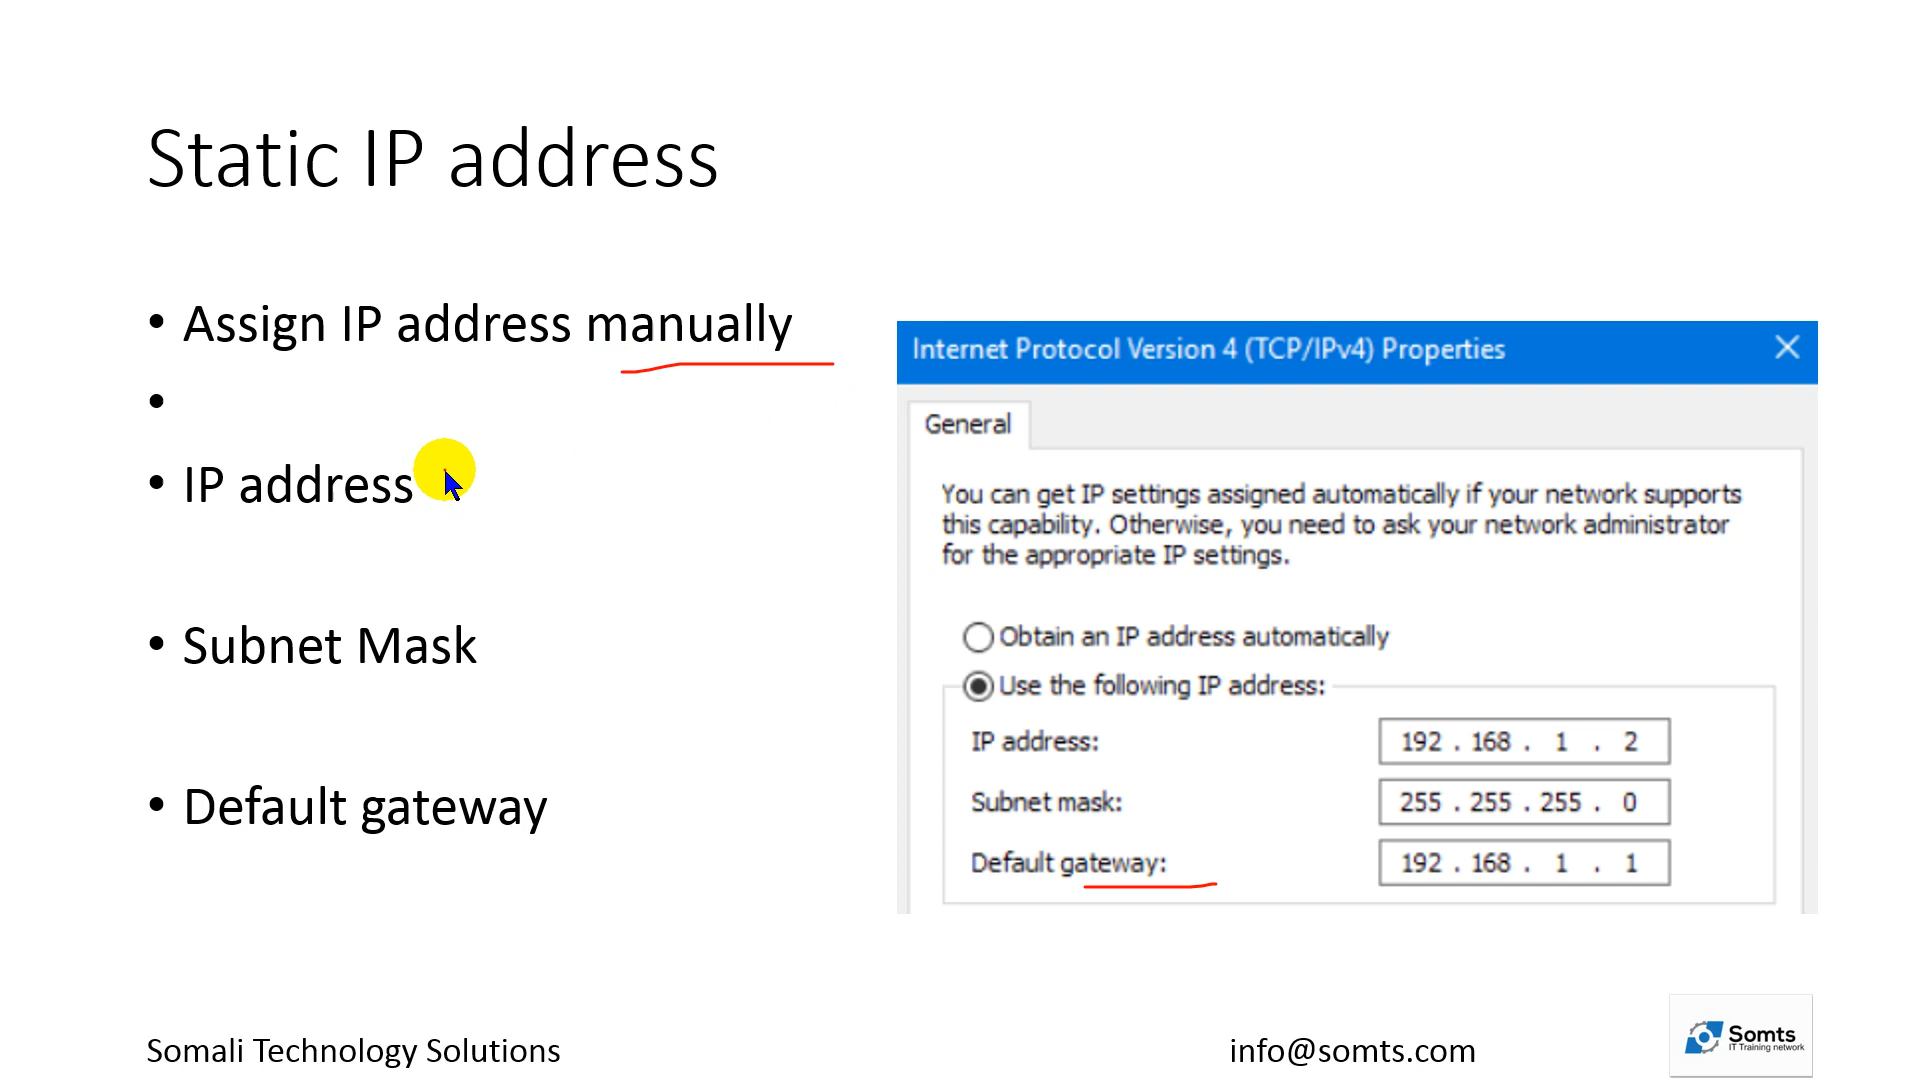 Static IP address
• Assign IP address manually
•
• IP address
• Subnet Mask
• Default gateway
Internet Protocol Version 4 (TCP/IPv4) Properties
General
You can get IP settings assigned automatically if your network supports
this capability. Otherwise, you need to ask your network administrator
for the appropriate IP settings.
Obtain an IP address automatically
Use the following IP address:
IP address: 192 . 168 . 1 . 2
Subnet mask: 255 . 255 . 255 . 0
Default gateway: 192 . 168 . 1 . 1
Somali Technology Solutions
info@somts.com
Somts
IT Training network